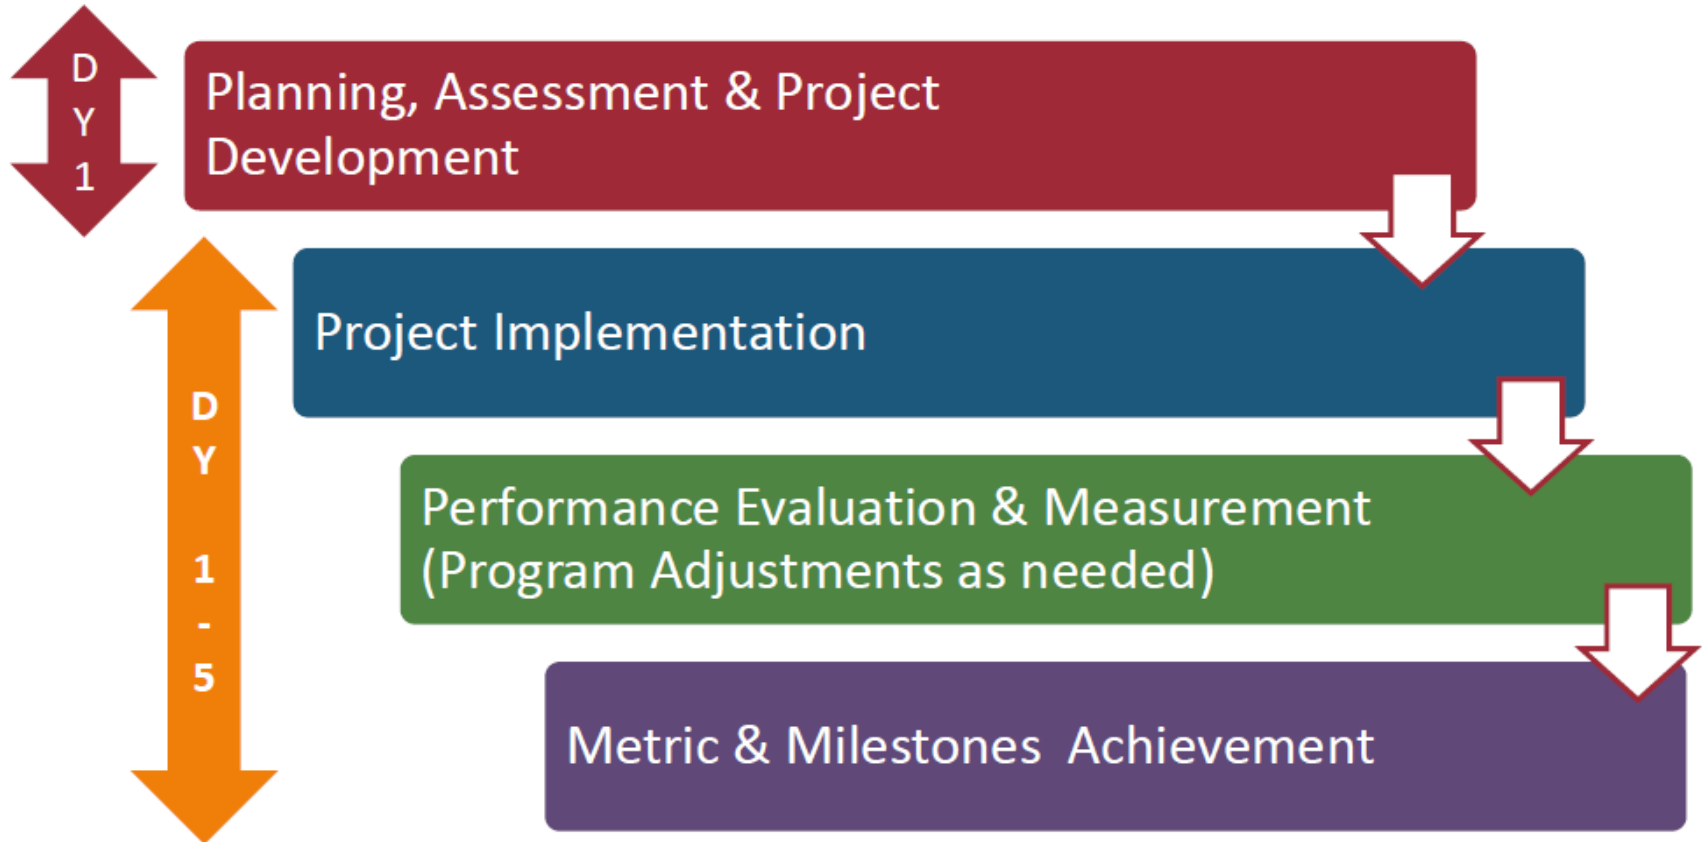 D
Y
1
Planning, Assessment & Project
Development
D
Y
1
-
5
Project Implementation
Performance Evaluation & Measurement
(Program Adjustments as needed)
Metric & Milestones  Achievement